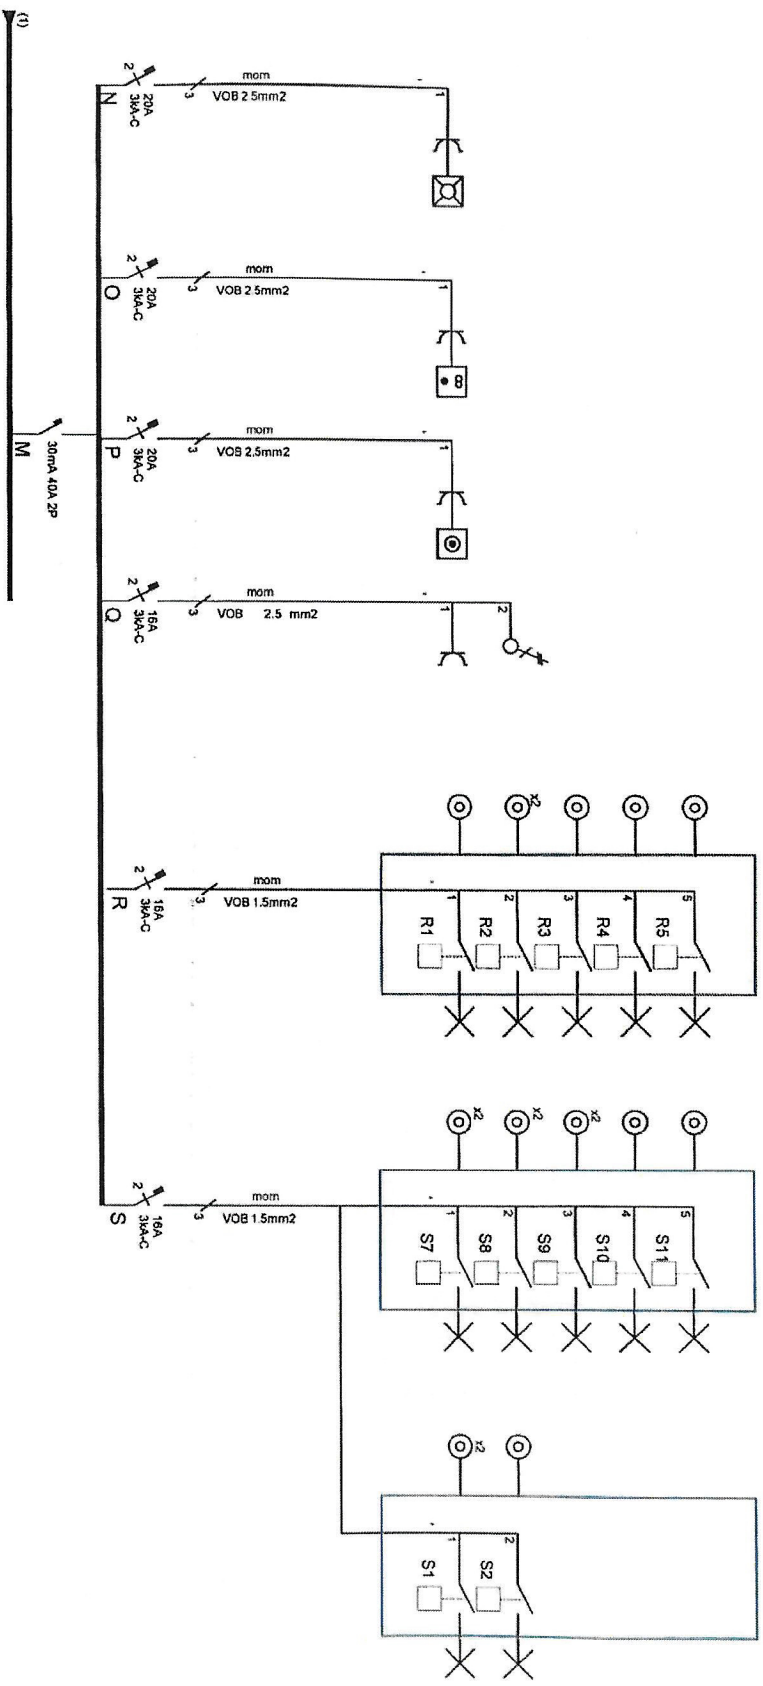 (1)
M
30mA 40A 2P
N
2
20A
3kA-C
3
mom
VOB 2.5mm2
1
O
2
20A
3kA-C
3
mom
VOB 2.5mm2
1
8
P
2
20A
3kA-C
3
mom
VOB 2.5mm2
1
Q
2
16A
3kA-C
3
mom
VOB 2.5 mm2
1
2
R
2
16A
3kA-C
3
mom
VOB 1.5mm2
x2
1
2
3
4
5
R1
R2
R3
R4
R5
S
2
16A
3kA-C
3
mom
VOB 1.5mm2
x2
x2
x2
1
2
3
4
5
S7
S8
S9
S10
S11
x2
1
2
S1
S2